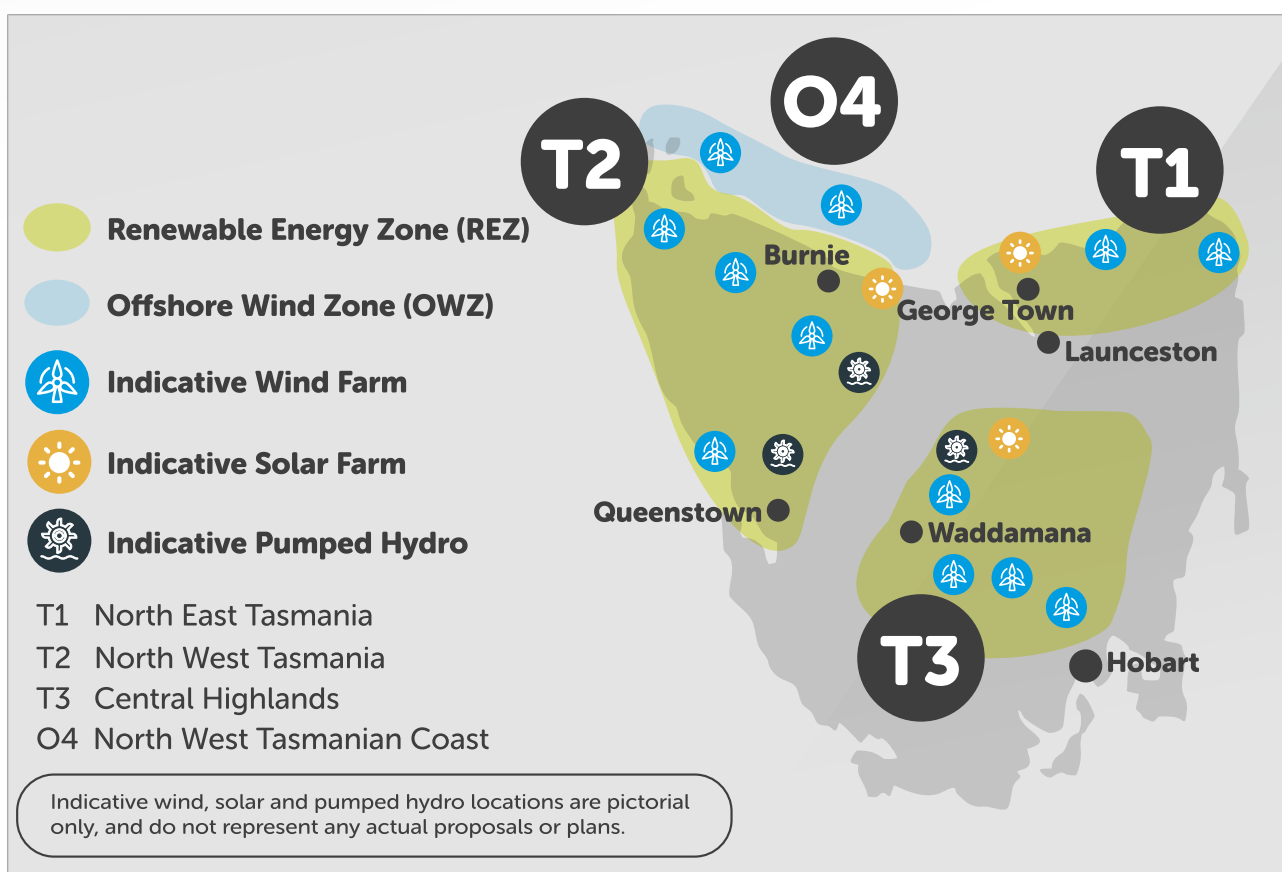 O4
T2
T1
Renewable Energy Zone (REZ)
Burnie
Offshore Wind Zone (OWZ)
George Town
Launceston
Indicative Wind Farm
Indicative Solar Farm
Queenstown
Waddamana
Indicative Pumped Hydro
T1 North East Tasmania
T2 North West Tasmania
T3
Hobart
T3 Central Highlands
O4 North West Tasmanian Coast
Indicative wind, solar and pumped hydro locations are pictorial
only, and do not represent any actual proposals or plans.